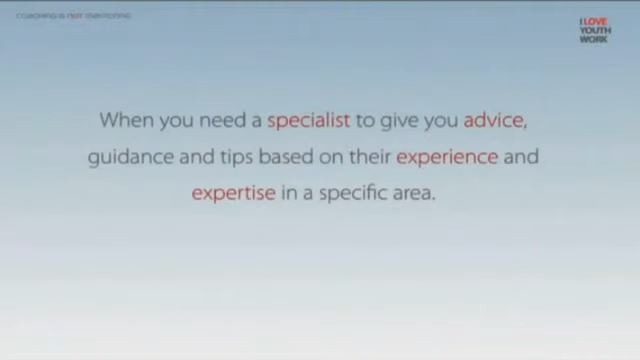 Coaching is not mentoring
I LOVE
YOUTH
WORK
When you need a specialist to give you advice,
guidance and tips based on their experience and
expertise in a specific area.